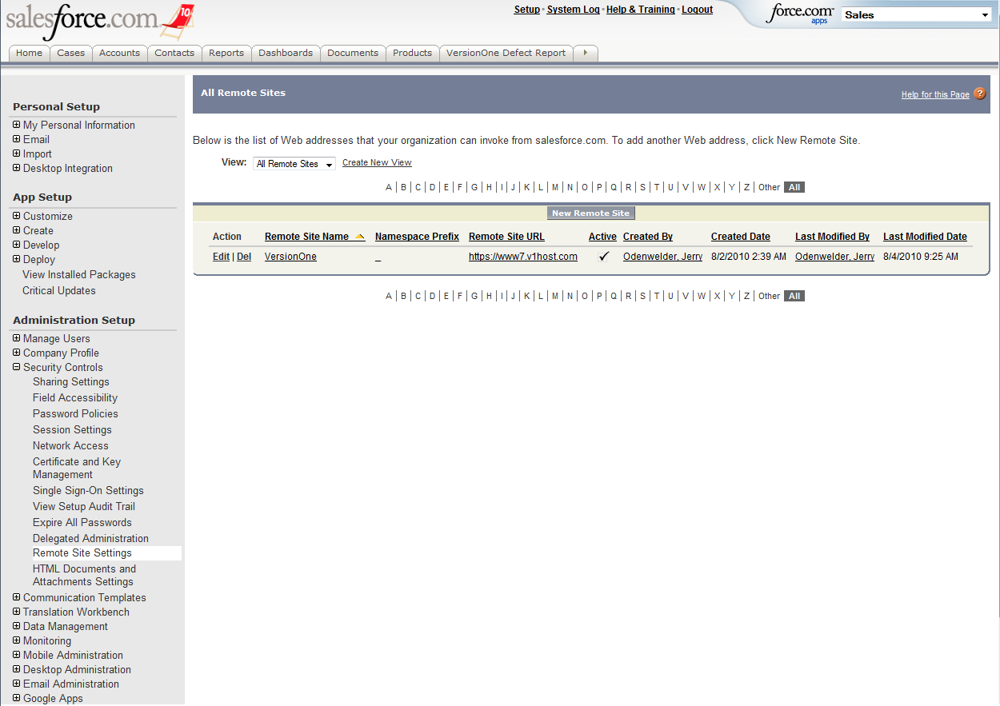 salesforce.com 10
Setup · System Log · Help & Training · Logout
force.com apps
Sales
Home Cases Accounts Contacts Reports Dashboards Documents Products VersionOne Defect Report
Personal Setup
My Personal Information
Email
Import
Desktop Integration
App Setup
Customize
Create
Develop
Deploy
View Installed Packages
Critical Updates
Administration Setup
Manage Users
Company Profile
Security Controls
Sharing Settings
Field Accessibility
Password Policies
Session Settings
Network Access
Certificate and Key
Management
Single Sign-On Settings
View Setup Audit Trail
Expire All Passwords
Delegated Administration
Remote Site Settings
HTML Documents and
Attachments Settings
Communication Templates
Translation Workbench
Data Management
Monitoring
Mobile Administration
Desktop Administration
Email Administration
Google Apps
All Remote Sites
Help for this Page ?
Below is the list of Web addresses that your organization can invoke from salesforce.com. To add another Web address, click New Remote Site.
View: All Remote Sites Create New View
A | B | C | D | E | F | G | H | I | J | K | L | M | N | O | P | Q | R | S | T | U | V | W | X | Y | Z | Other All
New Remote Site
Action Remote Site Name Namespace Prefix Remote Site URL Active Created By Created Date Last Modified By Last Modified Date
Edit | Del VersionOne _ https://www7.v1host.com ✓ Odenwelder, Jerry 8/2/2010 2:39 AM Odenwelder, Jerry 8/4/2010 9:25 AM
A | B | C | D | E | F | G | H | I | J | K | L | M | N | O | P | Q | R | S | T | U | V | W | X | Y | Z | Other All